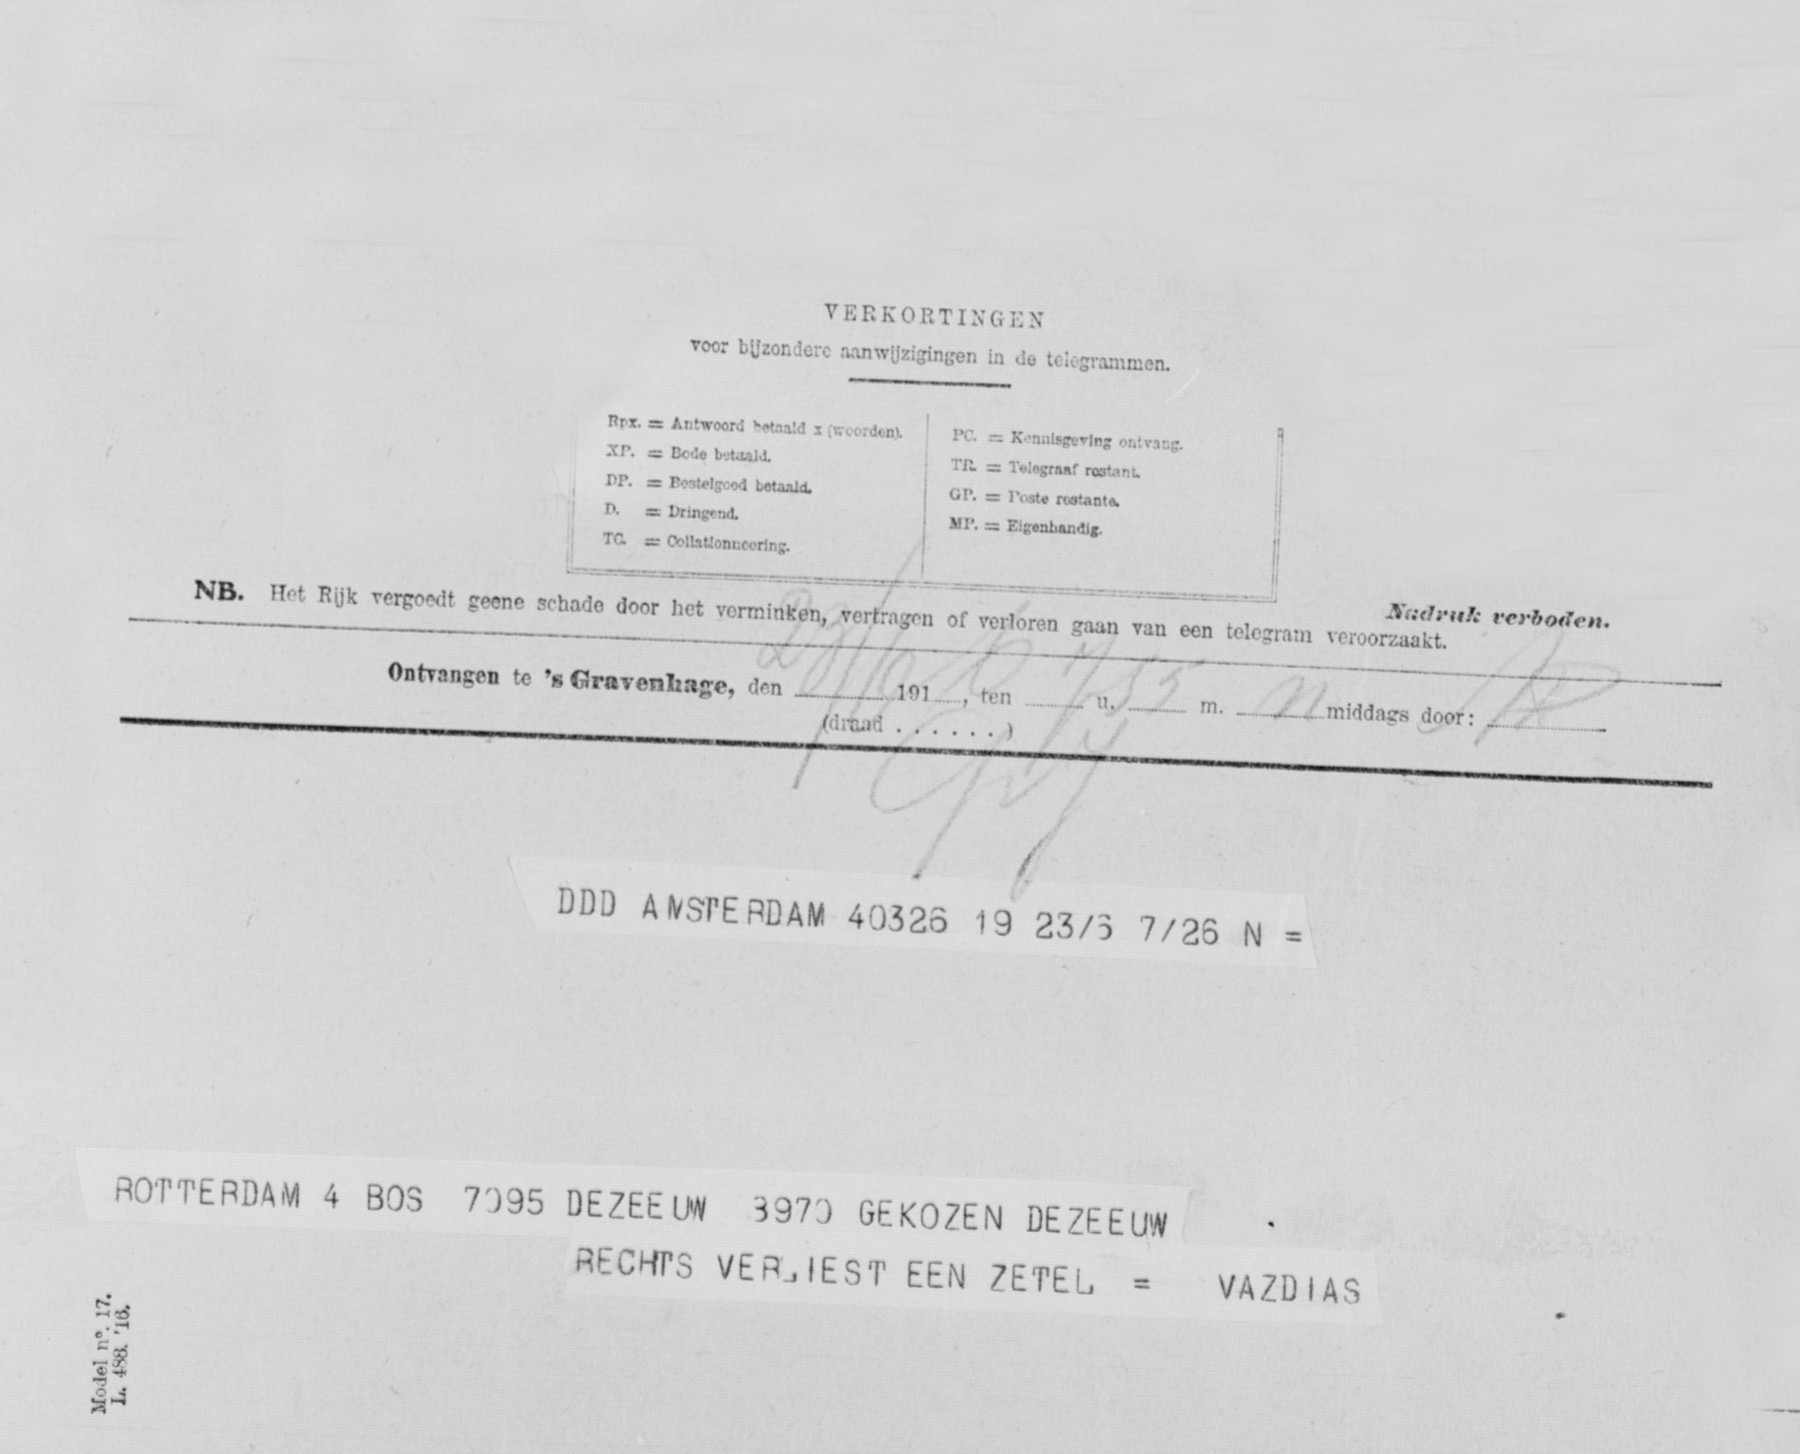 VERKORTINGEN
voor bijzondere aanwijzigingen in de telegrammen.
Rpx. = Antwoord betaald x (woorden).
XP. = Bode betaald.
DP. = Bestelgoed betaald.
D. = Dringend.
TC. = Collationneering.
PC. = Kennisgeving ontvang.
TR. = Telegraaf restant.
GP. = Poste restante.
MP. = Eigenhandig.
Nadruk verboden.
NB. Het Rijk vergoedt geene schade door het verminken, vertragen of verloren gaan van een telegram veroorzaakt.
Ontvangen te 's Gravenhage, den 23/6 191 , ten 7 u. 55 m. n middags door:
(draad . . . . . . )
DDD AMSTERDAM 40326 19 23/6 7/26 N =
ROTTERDAM 4 BOS 7095 DEZEEUW 3970 GEKOZEN DEZEEUW
RECHTS VERLIEST EEN ZETEL = VAZDIAS
Model n°. 17.
L. 488. '16.